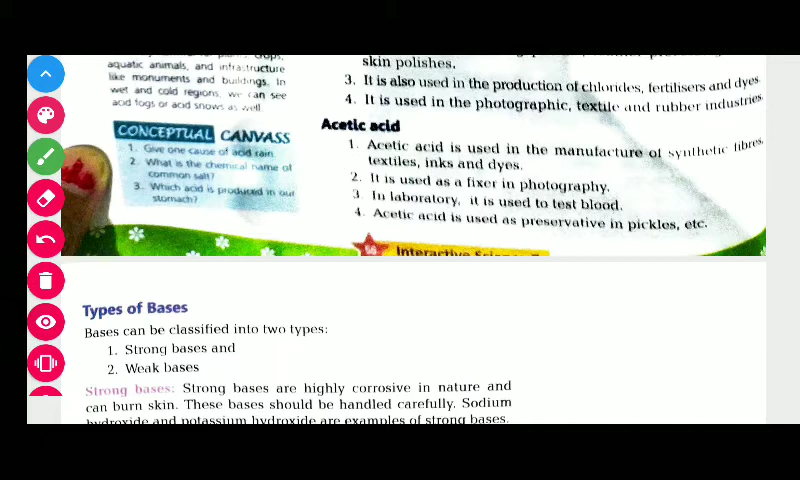 aquatic animals, and infrastructure
like monuments and buildings. In
wet and cold regions, we can see
acid fogs or acid snows as well.
CONCEPTUAL CANVASS
1. Give one cause of acid rain.
2. What is the chemical name of
common salt?
3. Which acid is produced in our
stomach?
skin polishes.
3. It is also used in the production of chlorides, fertilisers and dyes.
4. It is used in the photographic, textile and rubber industries.
Acetic acid
1. Acetic acid is used in the manufacture of synthetic fibres,
textiles, inks and dyes.
2. It is used as a fixer in photography.
3. In laboratory, it is used to test blood.
4. Acetic acid is used as preservative in pickles, etc.
Interactive
Types of Bases
Bases can be classified into two types:
1. Strong bases and
2. Weak bases
Strong bases: Strong bases are highly corrosive in nature and
can burn skin. These bases should be handled carefully. Sodium
hydroxide and potassium hydroxide are examples of strong bases.